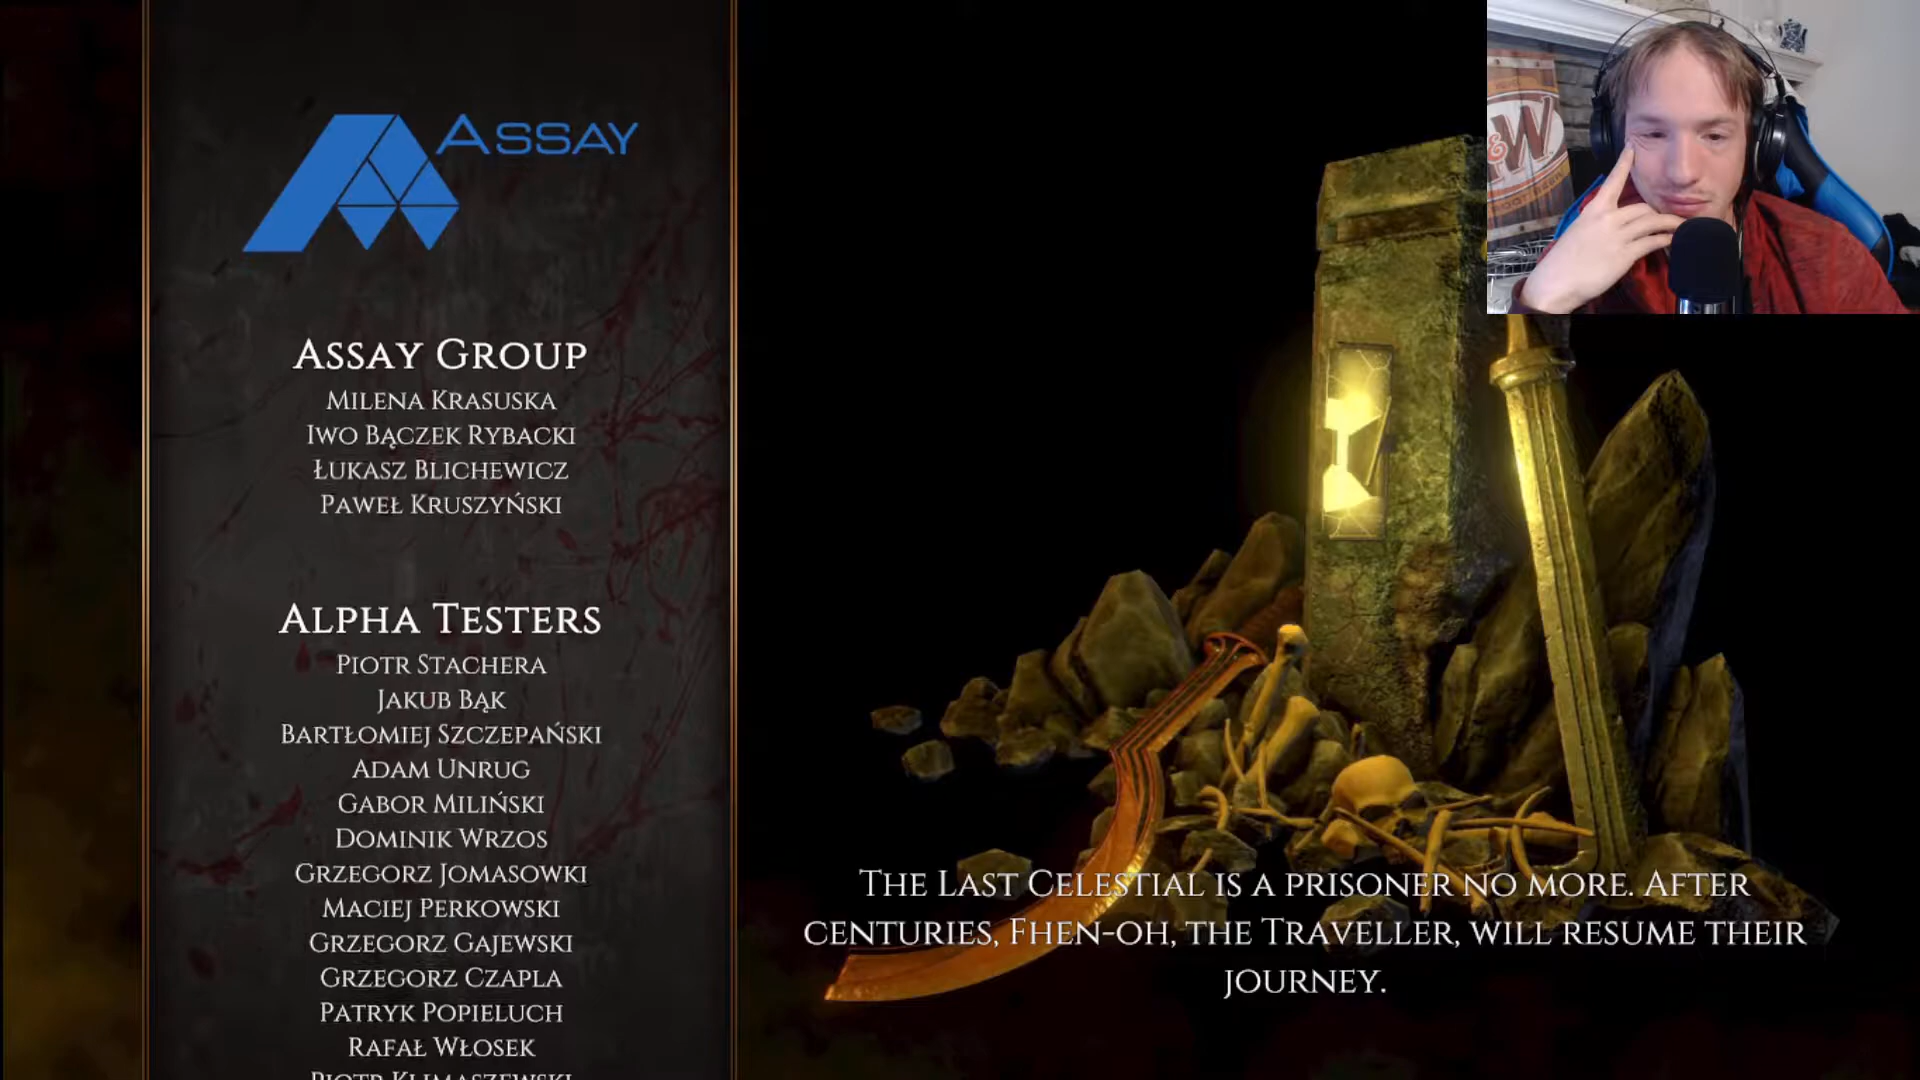 ASSAY
ASSAY GROUP
MILENA KRASUSKA
IWO BĄCZEK RYBACKI
ŁUKASZ BLICHEWICZ
PAWEŁ KRUSZYŃSKI
ALPHA TESTERS
PIOTR STACHERA
JAKUB BĄK
BARTŁOMIEJ SZCZEPAŃSKI
ADAM UNRUG
GABOR MILIŃSKI
DOMINIK WRZOS
GRZEGORZ JOMASOWKI
MACIEJ PERKOWSKI
GRZEGORZ GAJEWSKI
GRZEGORZ CZAPLA
PATRYK POPIELUCH
RAFAŁ WŁOSEK
PIOTR KLIMASZEWSKI
&W
THE LAST CELESTIAL IS A PRISONER NO MORE. AFTER
CENTURIES, FHEN-OH, THE TRAVELLER, WILL RESUME THEIR
JOURNEY.